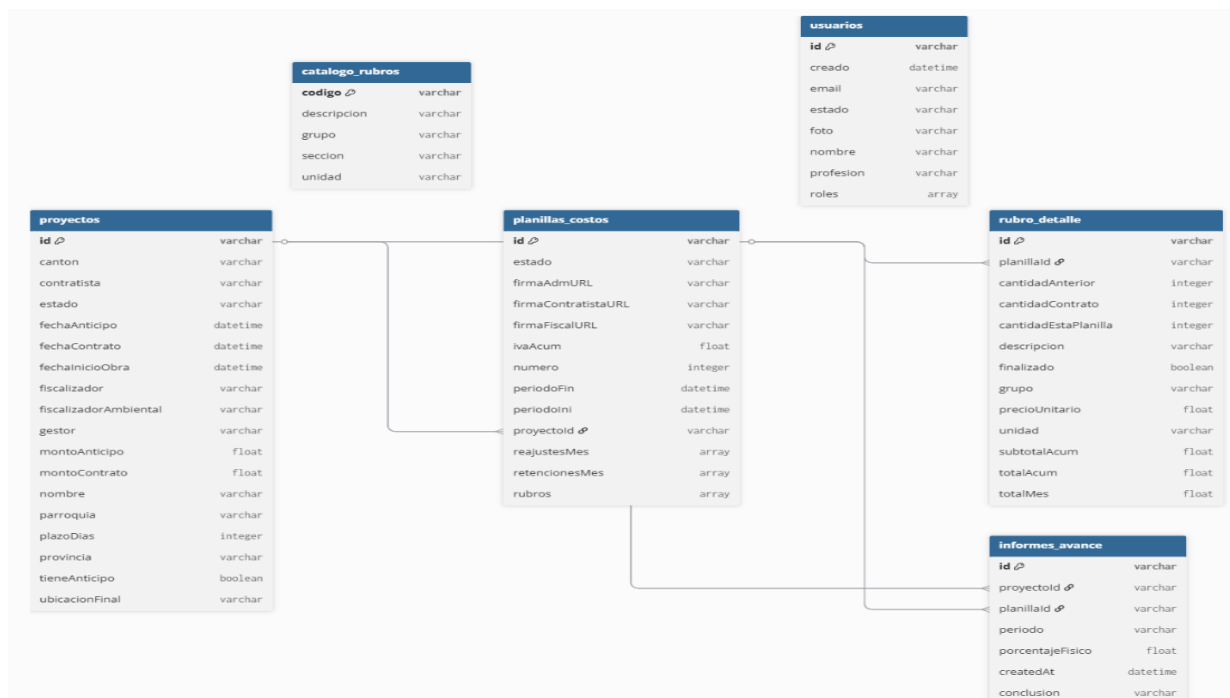 usuarios
id varchar
creado datetime
email varchar
estado varchar
foto varchar
nombre varchar
profesion varchar
roles array
catalogo_rubros
codigo varchar
descripcion varchar
grupo varchar
seccion varchar
unidad varchar
proyectos
id varchar
canton varchar
contratista varchar
estado varchar
fechaAnticipo datetime
fechaContrato datetime
fechaInicioObra datetime
fiscalizador varchar
fiscalizadorAmbiental varchar
gestor varchar
montoAnticipo float
montoContrato float
nombre varchar
parroquia varchar
plazoDias integer
provincia varchar
tieneAnticipo boolean
ubicacionFinal varchar
planillas_costos
id varchar
estado varchar
firmaAdmURL varchar
firmaContratistaURL varchar
firmaFiscalURL varchar
ivaAcum float
numero integer
periodoFin datetime
periodoIni datetime
proyectoId varchar
reajustesMes array
retencionesMes array
rubros array
rubro_detalle
id varchar
planillaId varchar
cantidadAnterior integer
cantidadContrato integer
cantidadEstaPlanilla integer
descripcion varchar
finalizado boolean
grupo varchar
precioUnitario float
unidad varchar
subtotalAcum float
totalAcum float
totalMes float
informes_avance
id varchar
proyectoId varchar
planillaId varchar
periodo varchar
porcentajeFisico float
createdAt datetime
conclusion varchar